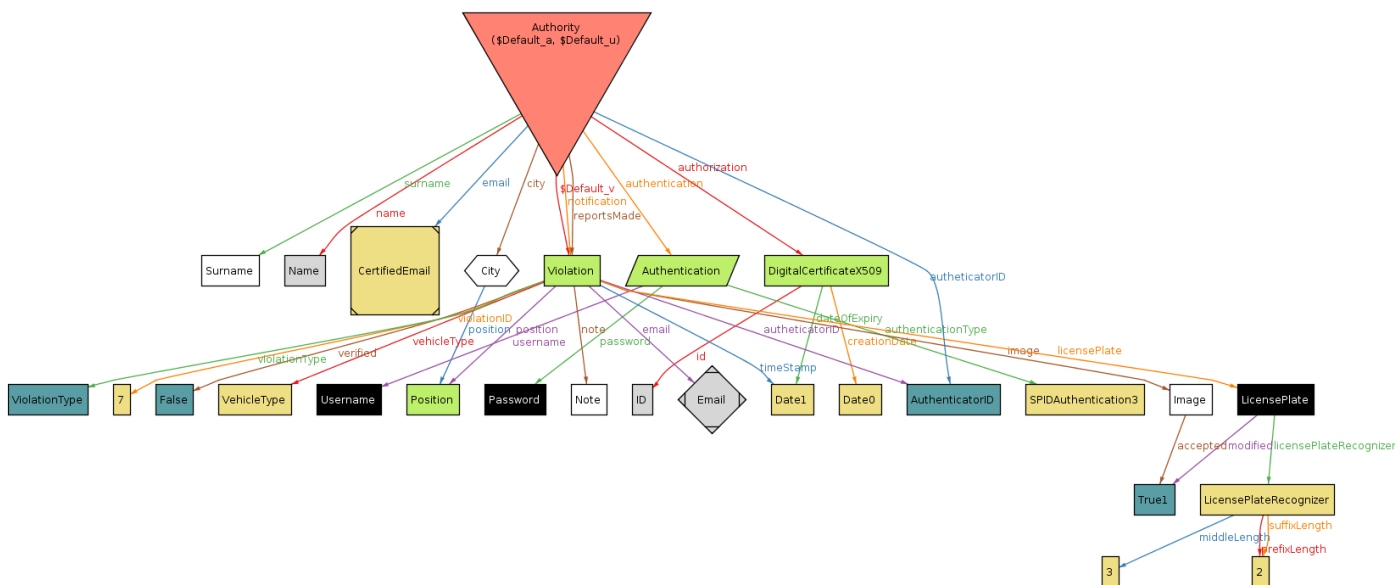 Authority
($Default_a, $Default_u)
authorization
surname
email
city
authentication
$Default_v
notification
name
reportsMade
Surname
Name
CertifiedEmail
City
Violation
Authentication
DigitalCertificateX509
autheticatorID
violationID
dateOfExpiry
position
position
email
note
autheticatorID
authenticationType
vehicleType
username
password
creationDate
verified
violationType
id
image
licensePlate
timeStamp
ViolationType
7
False
VehicleType
Username
Position
Password
Note
ID
Email
Date1
Date0
AuthenticatorID
SPIDAuthentication3
Image
LicensePlate
accepted
modified
licensePlateRecognizer
True1
LicensePlateRecognizer
suffixLength
middleLength
prefixLength
3
2